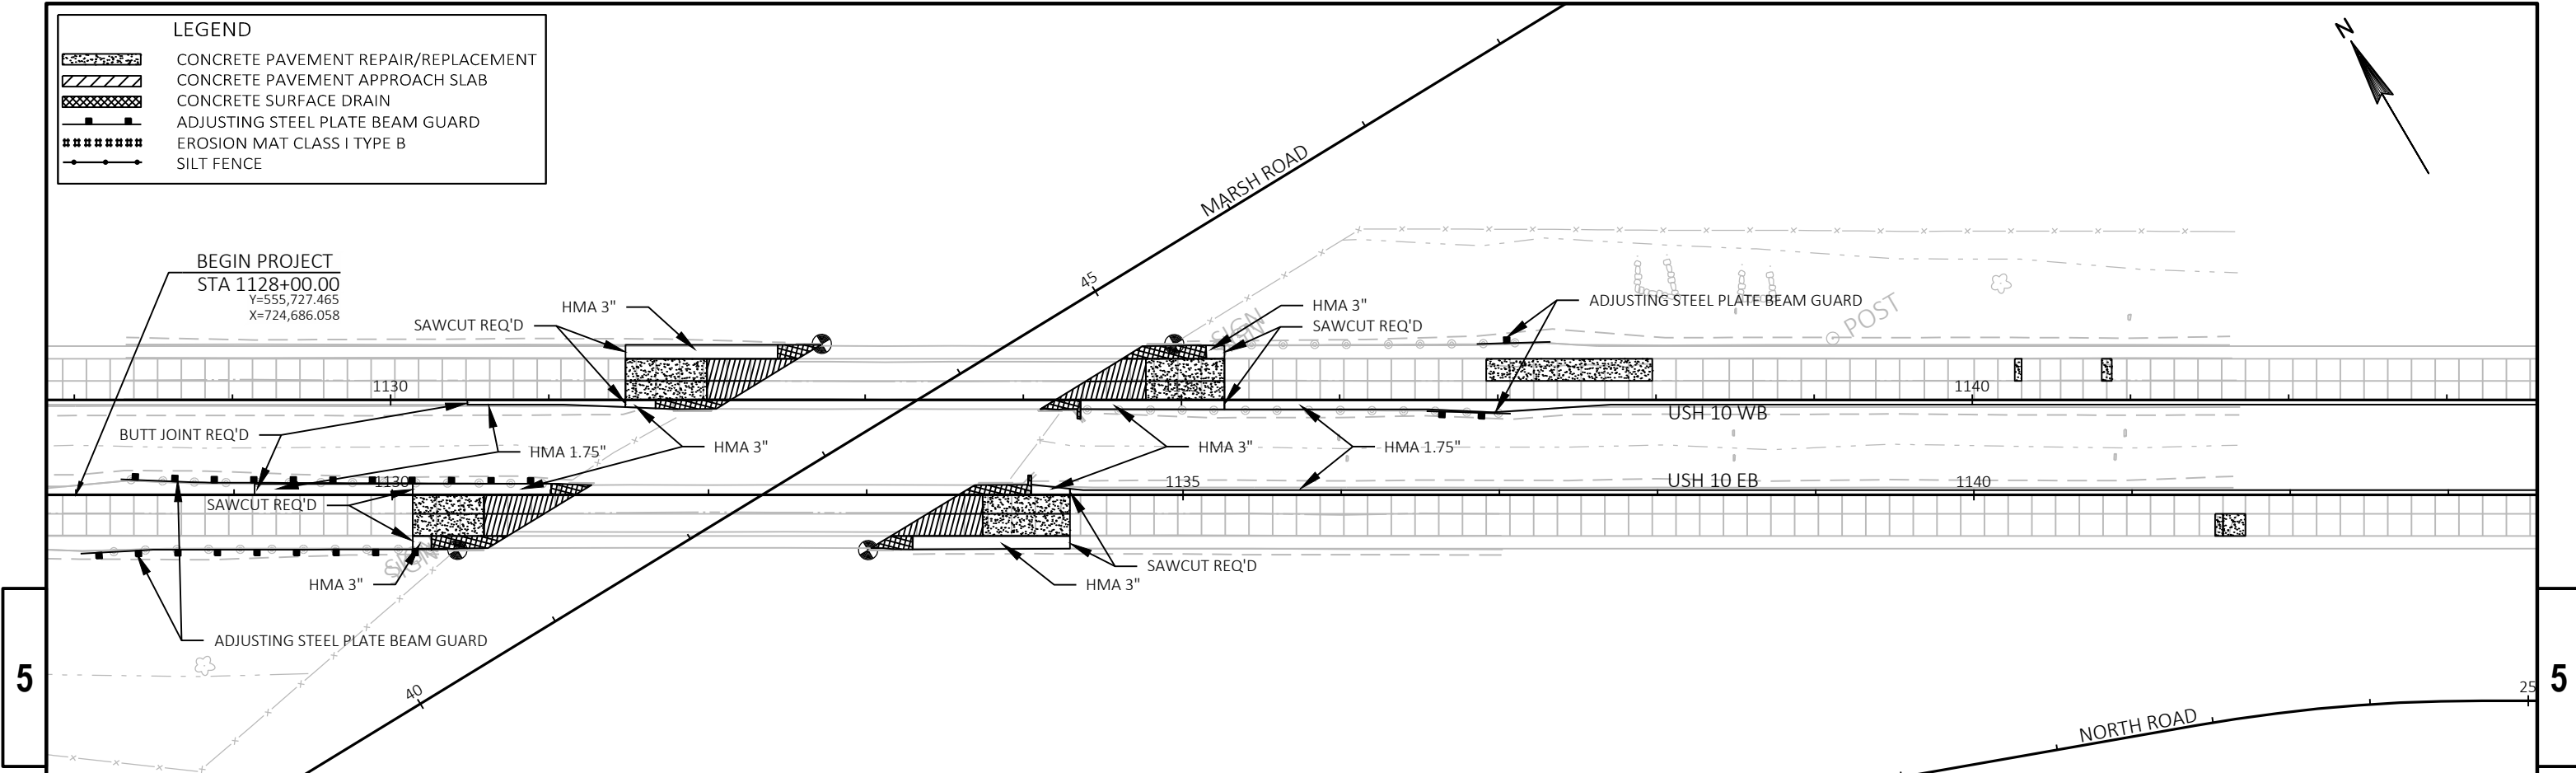 LEGEND
CONCRETE PAVEMENT REPAIR/REPLACEMENT
CONCRETE PAVEMENT APPROACH SLAB
CONCRETE SURFACE DRAIN
ADJUSTING STEEL PLATE BEAM GUARD
EROSION MAT CLASS I TYPE B
SILT FENCE
N
MARSH ROAD
BEGIN PROJECT
STA 1128+00.00
Y=555,727.465
X=724,686.058
45
HMA 3"
SAWCUT REQ'D
HMA 3"
SAWCUT REQ'D
SIGN
ADJUSTING STEEL PLATE BEAM GUARD
POST
1130
1135
1140
USH 10 WB
BUTT JOINT REQ'D
HMA 1.75"
HMA 3"
HMA 3"
HMA 1.75"
1130
1135
USH 10 EB
1140
SAWCUT REQ'D
SIGN
HMA 3"
SAWCUT REQ'D
HMA 3"
ADJUSTING STEEL PLATE BEAM GUARD
5
5
40
25
NORTH ROAD